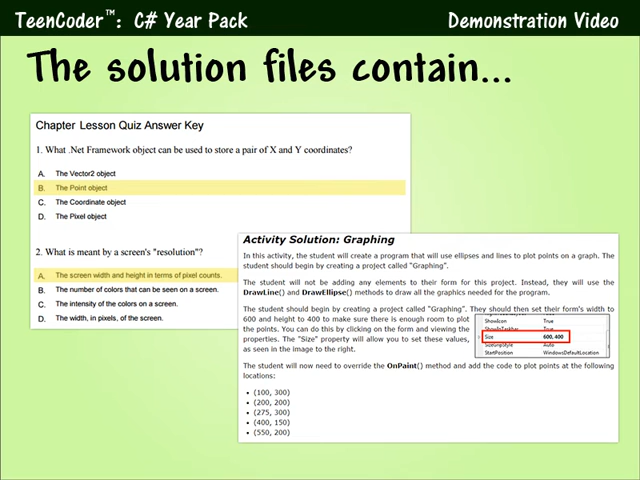 TeenCoder™: C# Year Pack
Demonstration Video
The solution files contain...
Chapter Lesson Quiz Answer Key
1. What .Net Framework object can be used to store a pair of X and Y coordinates?
A. The Vector2 object
B. The Point object
C. The Coordinate object
D. The Pixel object
2. What is meant by a screen's "resolution"?
A. The screen width and height in terms of pixel counts.
B. The number of colors that can be seen on a screen.
C. The intensity of the colors on a screen.
D. The width, in pixels, of the screen.
Activity Solution: Graphing
In this activity, the student will create a program that will use ellipses and lines to plot points on a graph. The
student should begin by creating a project called "Graphing".
The student will not be adding any elements to their form for this project. Instead, they will use the
DrawLine() and DrawEllipse() methods to draw all the graphics needed for the program.
The student should begin by creating a project called "Graphing". They should then set their form's width to
600 and height to 400 to make sure there is enough room to plot
the points. You can do this by clicking on the form and viewing the
properties. The "Size" property will allow you to set these values,
as seen in the image to the right.
ShowIcon True
ShowInTaskbar True
Size 600, 400
SizeGripStyle Auto
StartPosition WindowsDefaultLocation
The student will now need to override the OnPaint() method and add the code to plot points at the following
locations:
• (100, 300)
• (200, 200)
• (275, 300)
• (400, 150)
• (550, 200)